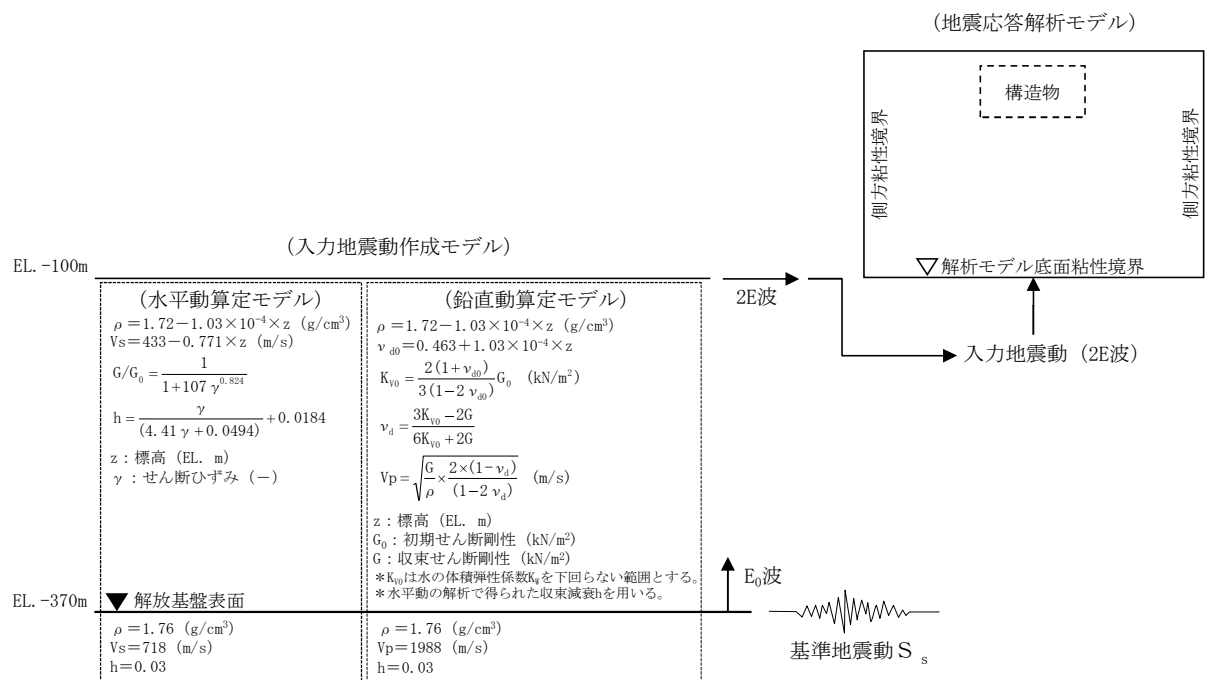 (地震応答解析モデル)
構造物
側方粘性境界
側方粘性境界
▽解析モデル底面粘性境界
入力地震動 (2E波)
(入力地震動作成モデル)
EL.-100m
2E波
(水平動算定モデル)
ρ=1.72-1.03×10⁻⁴×z (g/cm³)
Vs=433-0.771×z (m/s)
G/G₀=1/(1+107γ^0.824)
h=γ/(4.41γ+0.0494)+0.0184
z:標高 (EL. m)
γ:せん断ひずみ (-)
(鉛直動算定モデル)
ρ=1.72-1.03×10⁻⁴×z (g/cm³)
ν_d0=0.463+1.03×10⁻⁴×z
K_V0=2(1+ν_d0)/3(1-2ν_d0) G₀ (kN/m²)
ν_d=(3K_V0-2G)/(6K_V0+2G)
Vp=√(G/ρ×2×(1-ν_d)/(1-2ν_d)) (m/s)
z:標高 (EL. m)
G₀:初期せん断剛性 (kN/m²)
G:収束せん断剛性 (kN/m²)
*K_V0は水の体積弾性係数K_Wを下回らない範囲とする。
*水平動の解析で得られた収束減衰hを用いる。
EL.-370m
▼解放基盤表面
E₀波
ρ=1.76 (g/cm³)
Vs=718 (m/s)
h=0.03
ρ=1.76 (g/cm³)
Vp=1988 (m/s)
h=0.03
基準地震動Ss